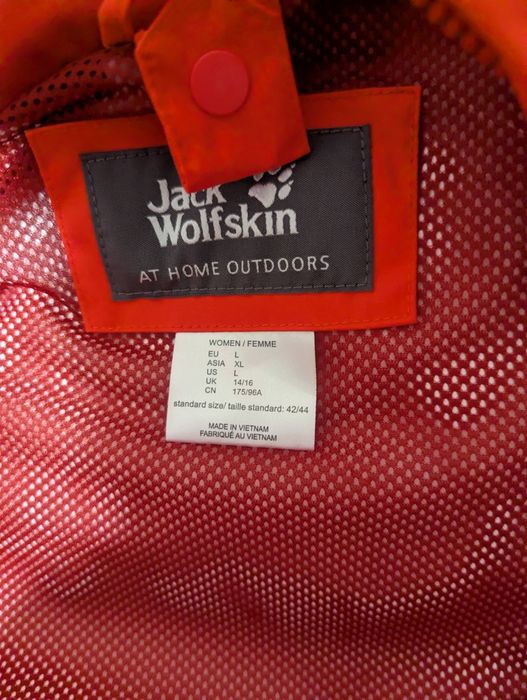 Jack
Wolfskin
AT HOME OUTDOORS
WOMEN / FEMME
EU L
ASIA XL
US L
UK 14/16
CN 175/96A
standard size/ taille standard: 42/44
MADE IN VIETNAM
FABRIQUÉ AU VIETNAM